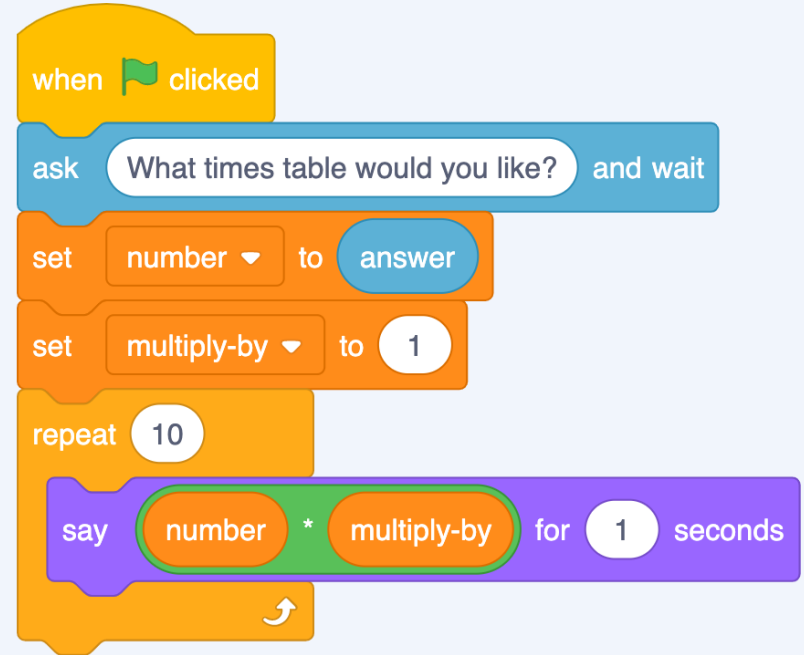 when clicked
ask What times table would you like? and wait
set number to answer
set multiply-by to 1
repeat 10
say number * multiply-by for 1 seconds